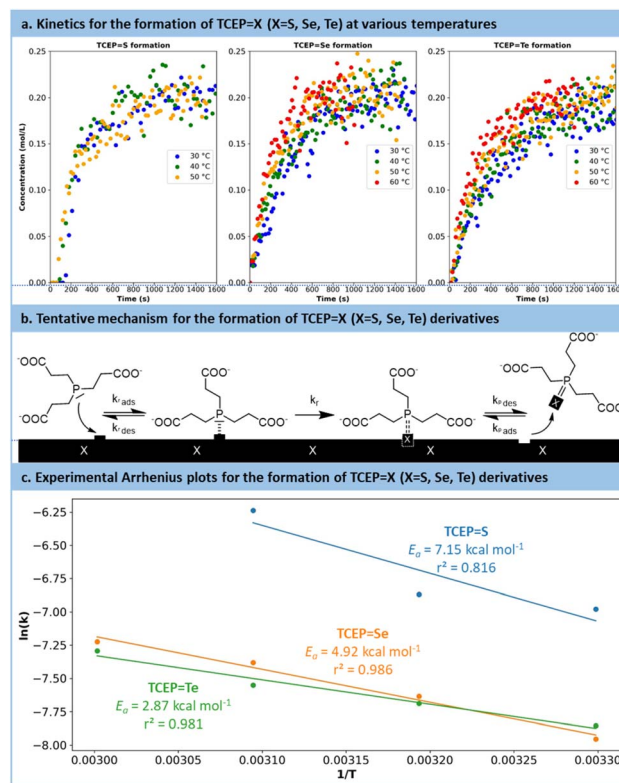 a. Kinetics for the formation of TCEP=X (X=S, Se, Te) at various temperatures
TCEP=S formation
TCEP=Se formation
TCEP=Te formation
Concentration (mol/L)
0.25
0.20
0.15
0.10
0.05
0.00
30 °C
40 °C
50 °C
0 200 400 600 800 1000 1200 1400 1600
Time (s)
30 °C
40 °C
50 °C
60 °C
0 200 400 600 800 1000 1200 1400 1600
Time (s)
30 °C
40 °C
50 °C
60 °C
0 200 400 600 800 1000 1200 1400 1600
Time (s)
b. Tentative mechanism for the formation of TCEP=X (X=S, Se, Te) derivatives
-OOC COO- P -OOC
kr ads
kr des
COO- -OOC P COO-
kr
COO- -OOC P COO- X
kP des
kP ads
COO- -OOC P COO- X
X X X X X
c. Experimental Arrhenius plots for the formation of TCEP=X (X=S, Se, Te) derivatives
ln(k)
−6.25
−6.50
−6.75
−7.00
−7.25
−7.50
−7.75
−8.00
TCEP=S
Ea = 7.15 kcal mol-1
r² = 0.816
TCEP=Se
Ea = 4.92 kcal mol-1
r² = 0.986
TCEP=Te
Ea = 2.87 kcal mol-1
r² = 0.981
0.00300 0.00305 0.00310 0.00315 0.00320 0.00325 0.00330
1/T